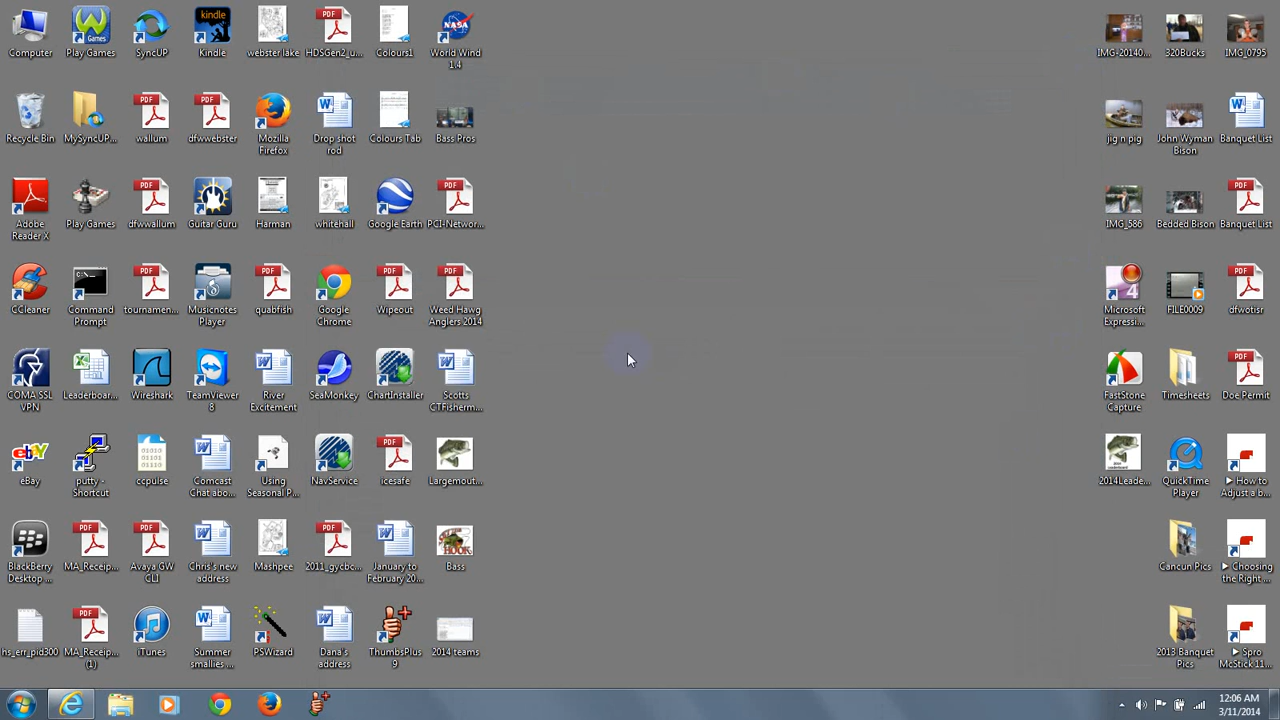 Computer
Play Games
SyncUP
Kindle
webster lake
HDSGen2_u...
Colours1
World Wind
1.4
IMG-20140...
320Bucks
IMG_0795
Recycle Bin
MySyncUP...
wallum
dfwwebster
Mozilla
Firefox
Drop shot
rod
Colours Tab
Bass Pros
jig n pig
John Wyman
Bison
Banquet List
Adobe
Reader X
Play Games
dfwwallum
Guitar Guru
Harman
whitehall
Google Earth
PCI-Networ...
IMG_586
Bedded Bison
Banquet List
CCleaner
Command
Prompt
tournamen...
Musicnotes
Player
quabfish
Google
Chrome
Wipeout
Weed Hawg
Anglers 2014
Microsoft
Expressi...
FILE0009
dfwotisr
COMA SSL
VPN
Leaderboar...
Wireshark
TeamViewer
8
River
Excitement
SeaMonkey
ChartInstaller
Scotts
CTFisherm...
FastStone
Capture
Timesheets
Doe Permit
eBay
putty -
Shortcut
ccpulse
Comcast
Chat abo...
Using
Seasonal P...
NavService
icesafe
Largemout...
2014Leade...
QuickTime
Player
► How to
Adjust a b...
BlackBerry
Desktop ...
MA_Receip...
Avaya GW
CLI
Chris's new
address
Mashpee
2011_gycbc...
January to
February 20...
Bass
Cancun Pics
► Choosing
the Right ...
hs_err_pid300
MA_Receip...
(1)
iTunes
Summer
smallies ...
PSWizard
Dana's
address
ThumbsPlus
9
2014 teams
2013 Banquet
Pics
► Spro
McStick 11...
12:06 AM
3/11/2014